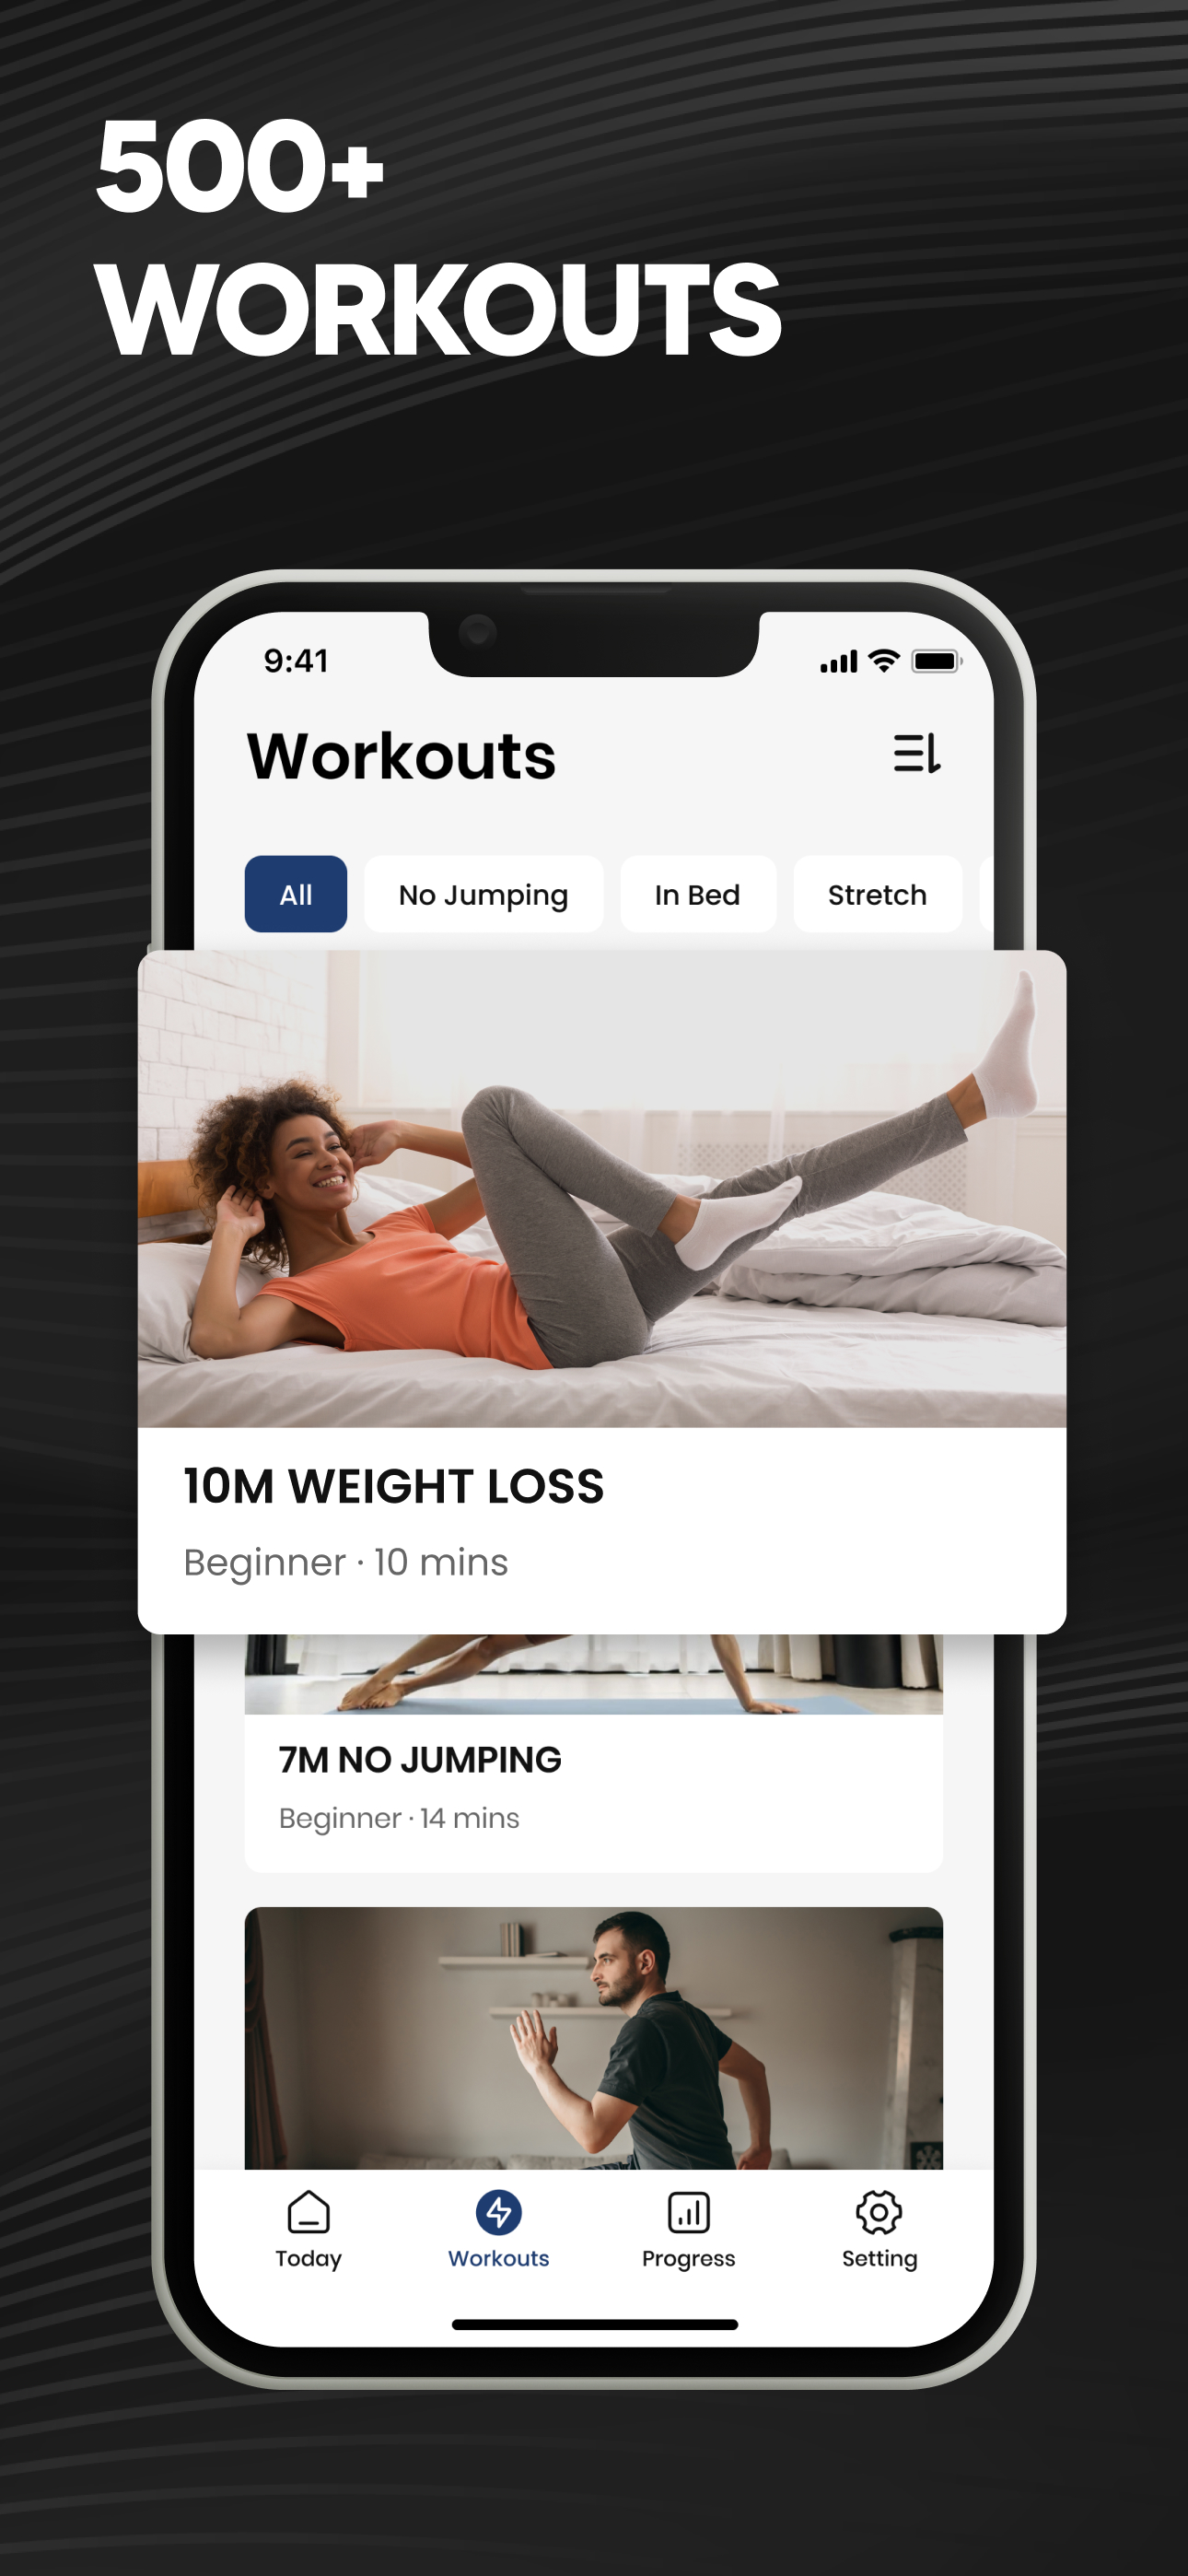 500+
WORKOUTS
9:41
Workouts
All
No Jumping
In Bed
Stretch
10M WEIGHT LOSS
Beginner · 10 mins
7M NO JUMPING
Beginner · 14 mins
Today
Workouts
Progress
Setting